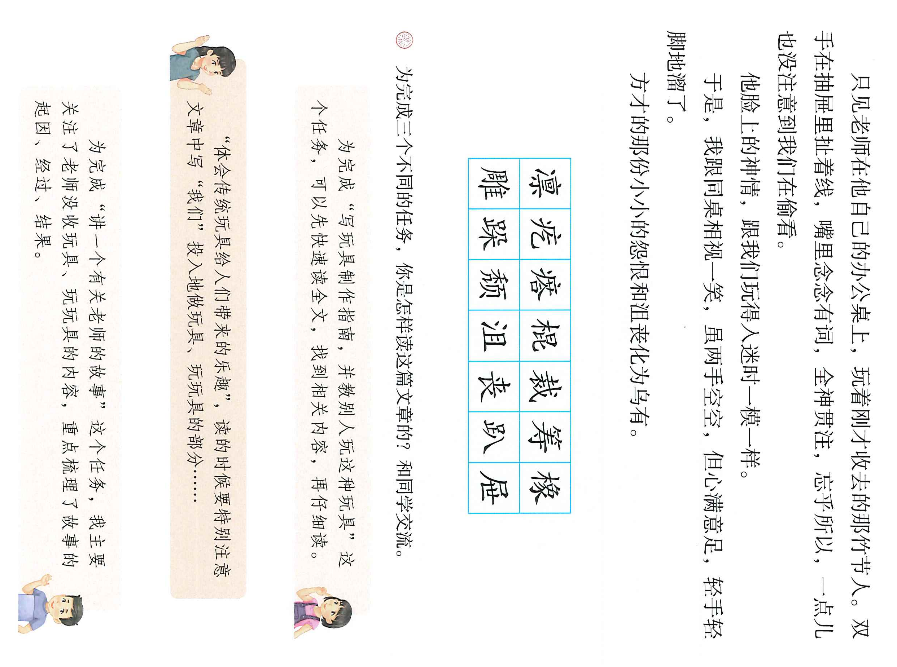 只见老师在他自己的办公桌上，玩着刚才收去的那竹节人。双
手在抽屉里扯着线，嘴里念念有词，全神贯注，忘乎所以，一点儿
也没注意到我们在偷看。
他脸上的神情，跟我们玩得入迷时一模一样。
于是，我跟同桌相视一笑，虽两手空空，但心满意足，轻手轻
脚地溜了。
方才的那份小小的怨恨和沮丧化为乌有。
凛 疙 瘩 棍 裁 筹 橡
雕 跺 颓 沮 丧 趴 屉
为完成三个不同的任务，你是怎样读这篇文章的？和同学交流。
为完成“写玩具制作指南，并教别人玩这种玩具”这
个任务，可以先快速读全文，找到相关内容，再仔细读。
“体会传统玩具给人们带来的乐趣”，读的时候要特别注意
文章中写“我们”投入地做玩具、玩玩具的部分……
为完成“讲一个有关老师的故事”这个任务，我主要
关注了老师没收玩具、玩玩具的内容，重点梳理了故事的
起因、经过、结果。